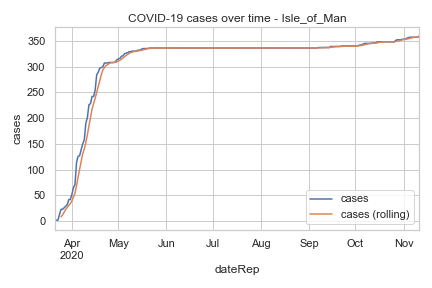 COVID-19 cases over time - Isle_of_Man
cases
350
300
250
200
150
100
50
0
Apr May Jun Jul Aug Sep Oct Nov
2020
dateRep
cases
cases (rolling)